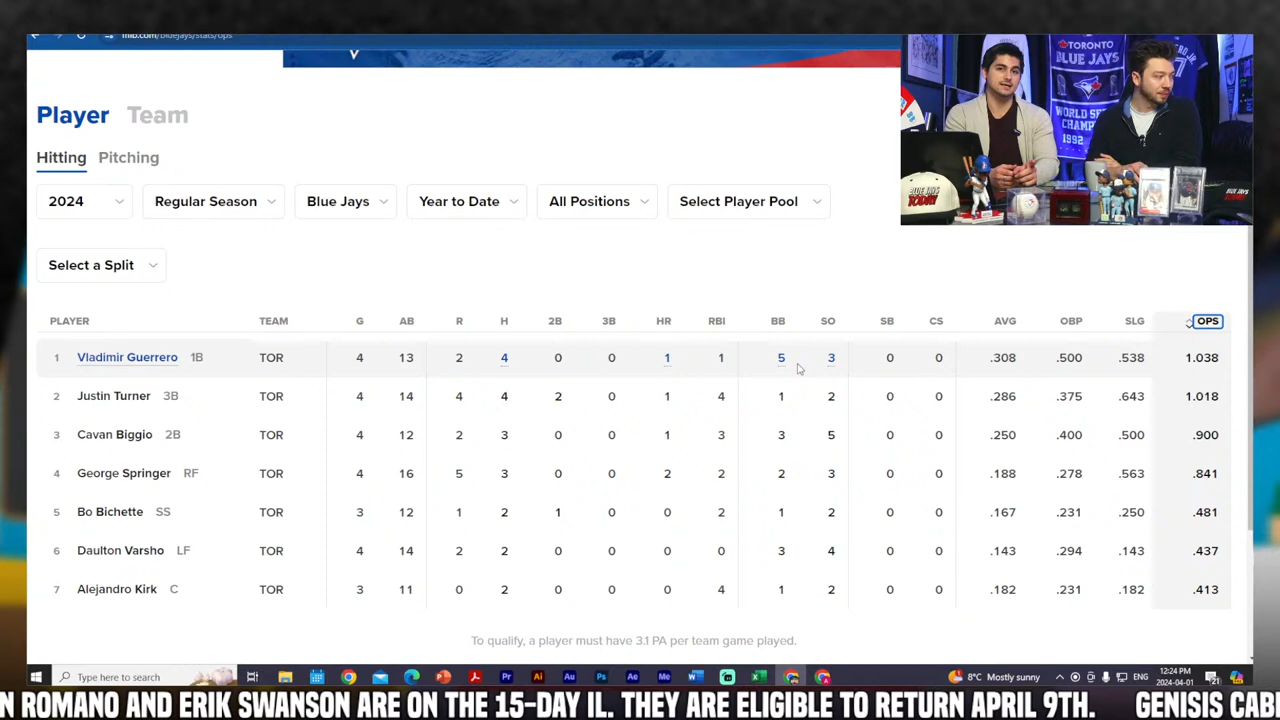 mlb.com/bluejays/stats/ops
TORONTO
BLUE JAYS
WORLD SERIES
CHAMPIONS
1992
BLUE JAYS
TODAY
Player Team
Hitting Pitching
2024 Regular Season Blue Jays Year to Date All Positions Select Player Pool
Select a Split
PLAYER TEAM G AB R H 2B 3B HR RBI BB SO SB CS AVG OBP SLG OPS
1 Vladimir Guerrero 1B TOR 4 13 2 4 0 0 1 1 5 3 0 0 .308 .500 .538 1.038
2 Justin Turner 3B TOR 4 14 4 4 2 0 1 4 1 2 0 0 .286 .375 .643 1.018
3 Cavan Biggio 2B TOR 4 12 2 3 0 0 1 3 3 5 0 0 .250 .400 .500 .900
4 George Springer RF TOR 4 16 5 3 0 0 2 2 2 3 0 0 .188 .278 .563 .841
5 Bo Bichette SS TOR 3 12 1 2 1 0 0 2 1 2 0 0 .167 .231 .250 .481
6 Daulton Varsho LF TOR 4 14 2 2 0 0 0 0 3 4 0 0 .143 .294 .143 .437
7 Alejandro Kirk C TOR 3 11 0 2 0 0 0 4 1 2 0 0 .182 .231 .182 .413
To qualify, a player must have 3.1 PA per team game played.
Type here to search
8°C Mostly sunny
ENG
12:24 PM
2024-04-01
N ROMANO AND ERIK SWANSON ARE ON THE 15-DAY IL. THEY ARE ELIGIBLE TO RETURN APRIL 9TH. GENISIS CAB